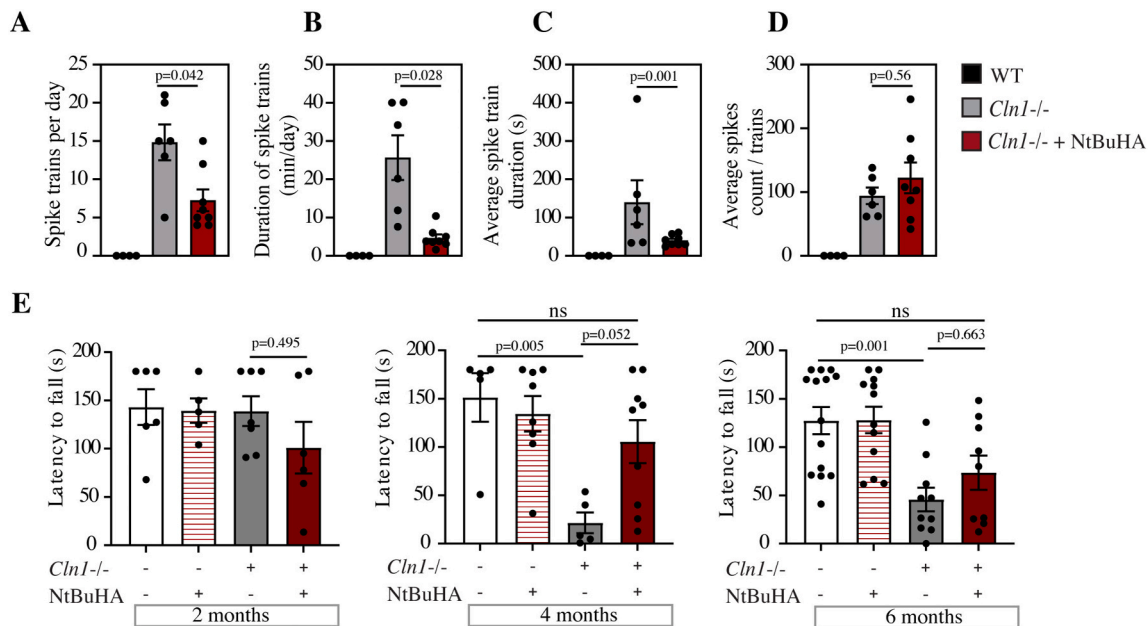 A
B
C
D
Spike trains per day
25
20
15
10
5
0
p=0.042
Duration of spike trains
(min/day)
50
40
30
20
10
0
p=0.028
Average spike train
duration (s)
500
400
300
200
100
0
p=0.001
Average spikes
count / trains
300
200
100
0
p=0.56
WT
Cln1-/-
Cln1-/- + NtBuHA
E
Latency to fall (s)
200
150
100
50
0
p=0.495
Cln1-/- - - + +
NtBuHA - + - +
2 months
Latency to fall (s)
200
150
100
50
0
ns
p=0.005
p=0.052
Cln1-/- - - + +
NtBuHA - + - +
4 months
Latency to fall (s)
200
150
100
50
0
ns
p=0.001
p=0.663
Cln1-/- - - + +
NtBuHA - + - +
6 months